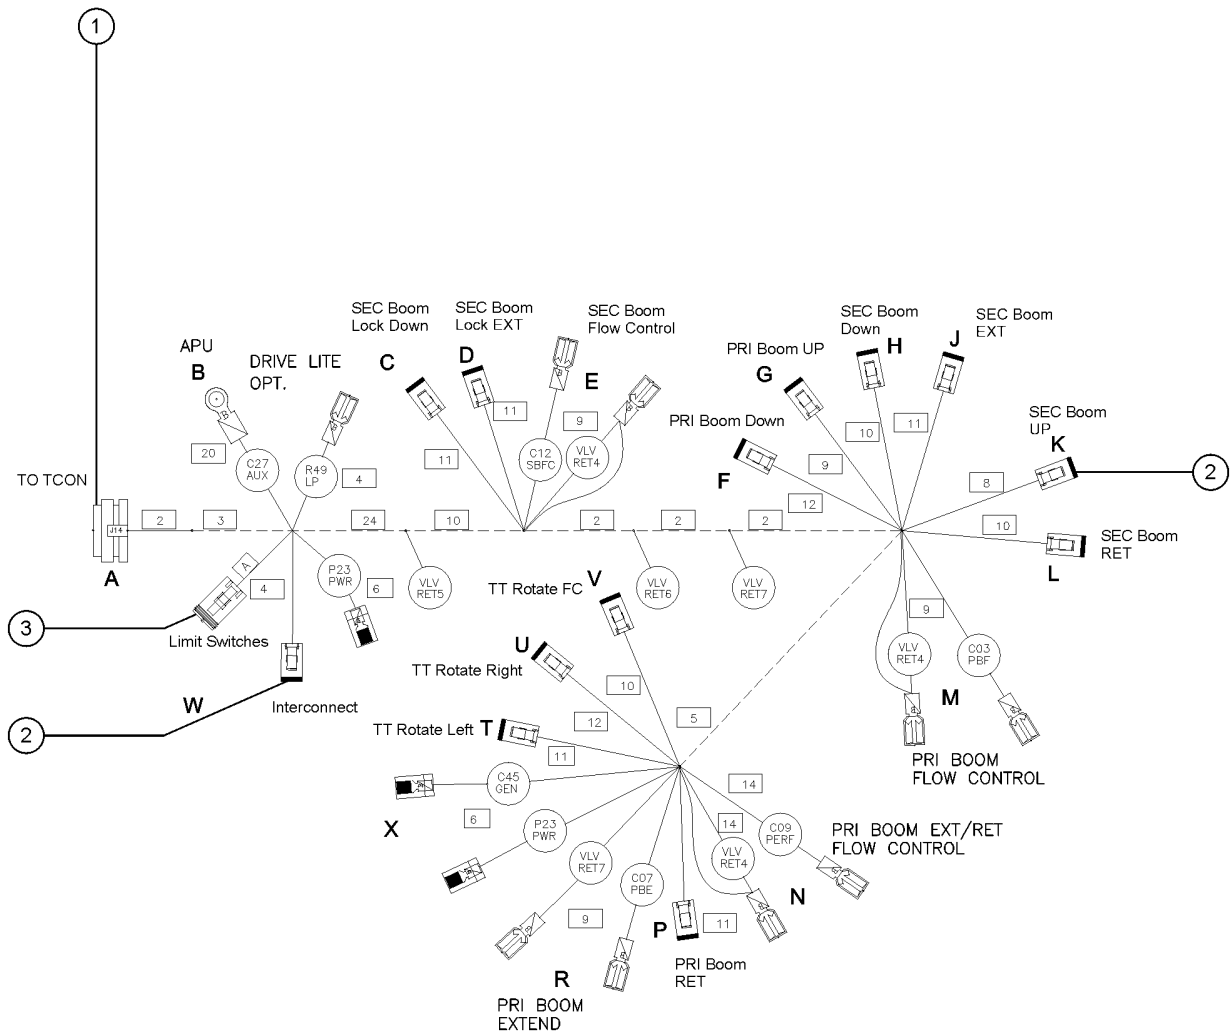 1
SEC Boom
Lock Down
C
SEC Boom
Lock EXT
D
SEC Boom
Flow Control
E
SEC Boom
Down
H
SEC Boom
EXT
J
APU
B
DRIVE LITE
OPT.
PRI Boom UP
G
PRI Boom Down
F
SEC Boom
UP
K
2
SEC Boom
RET
L
20
C27
AUX
R49
LP
4
11
11
C12
SBFC
9
VLV
RET4
9
12
10
11
8
10
TO TCON
J14
A
2
3
24
10
2
2
2
A
4
P23
PWR
6
VLV
RET5
VLV
RET6
VLV
RET7
3
Limit Switches
W
2
Interconnect
TT Rotate FC
V
TT Rotate Right
U
10
12
TT Rotate Left
T
11
5
9
VLV
RET4
C03
PBF
M
PRI BOOM
FLOW CONTROL
C45
GEN
X
6
P23
PWR
VLV
RET7
9
C07
PBE
R
PRI BOOM
EXTEND
P
11
PRI Boom
RET
14
14
VLV
RET4
C09
PERF
N
PRI BOOM EXT/RET
FLOW CONTROL